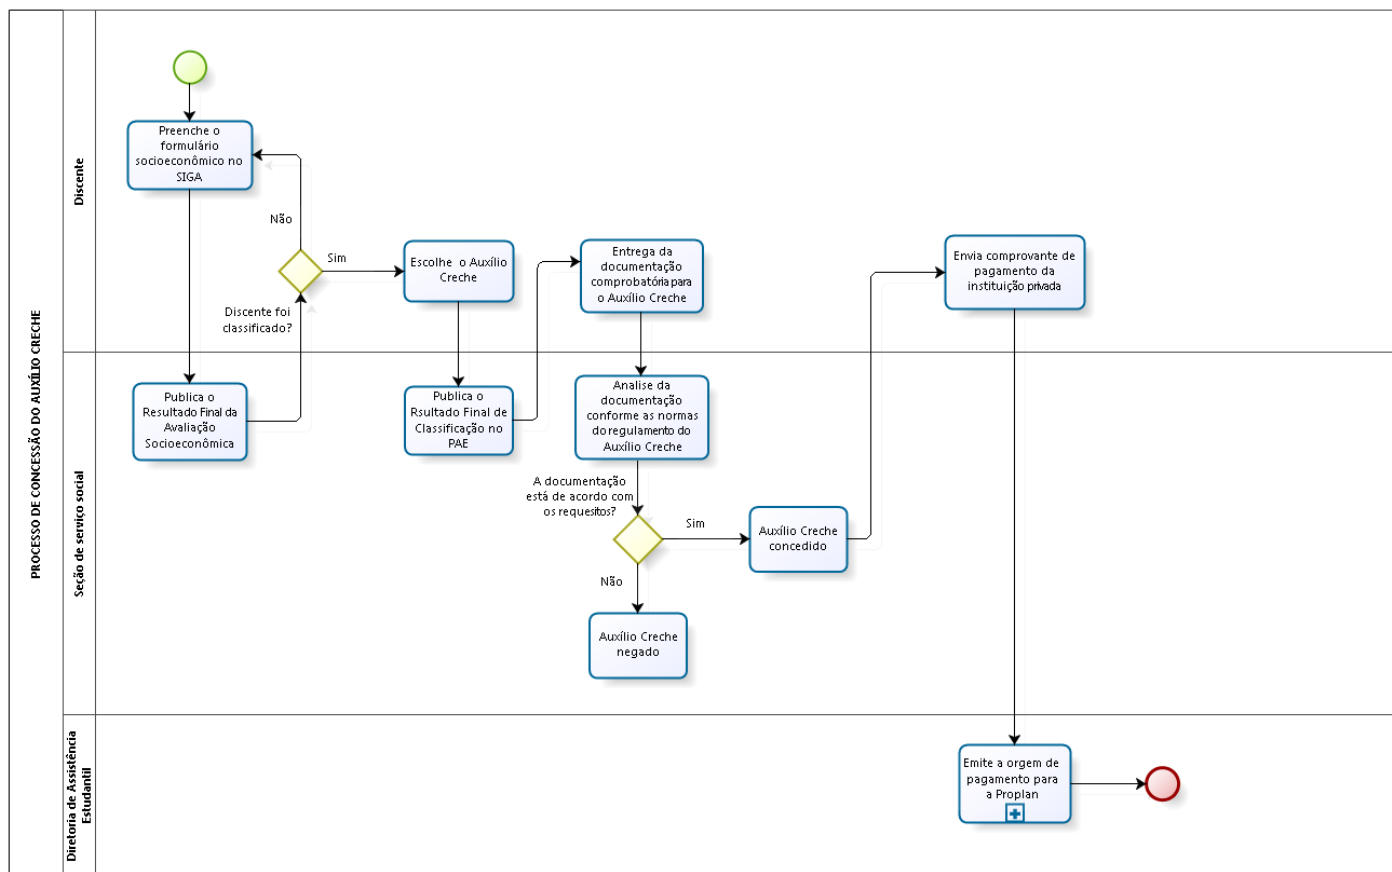 PROCESSO DE CONCESSÃO DO AUXÍLIO CRECHE
Discente
Preenche o
formulário
socioeconômico no
SIGA
Não
Sim
Discente foi
classificado?
Escolhe o Auxílio
Creche
Entrega da
documentação
comprobatória para
o Auxílio Creche
Envia comprovante de
pagamento da
instituição privada
Seção de serviço social
Publica o
Resultado Final da
Avaliação
Socioeconômica
Publica o
Rsultado Final de
Classificação no
PAE
Analise da
documentação
conforme as normas
do regulamento do
Auxílio Creche
A documentação
está de acordo com
os requesitos?
Sim
Auxílio Creche
concedido
Não
Auxílio Creche
negado
Diretoria de Assistência
Estudantil
Emite a orgem de
pagamento para
a Proplan